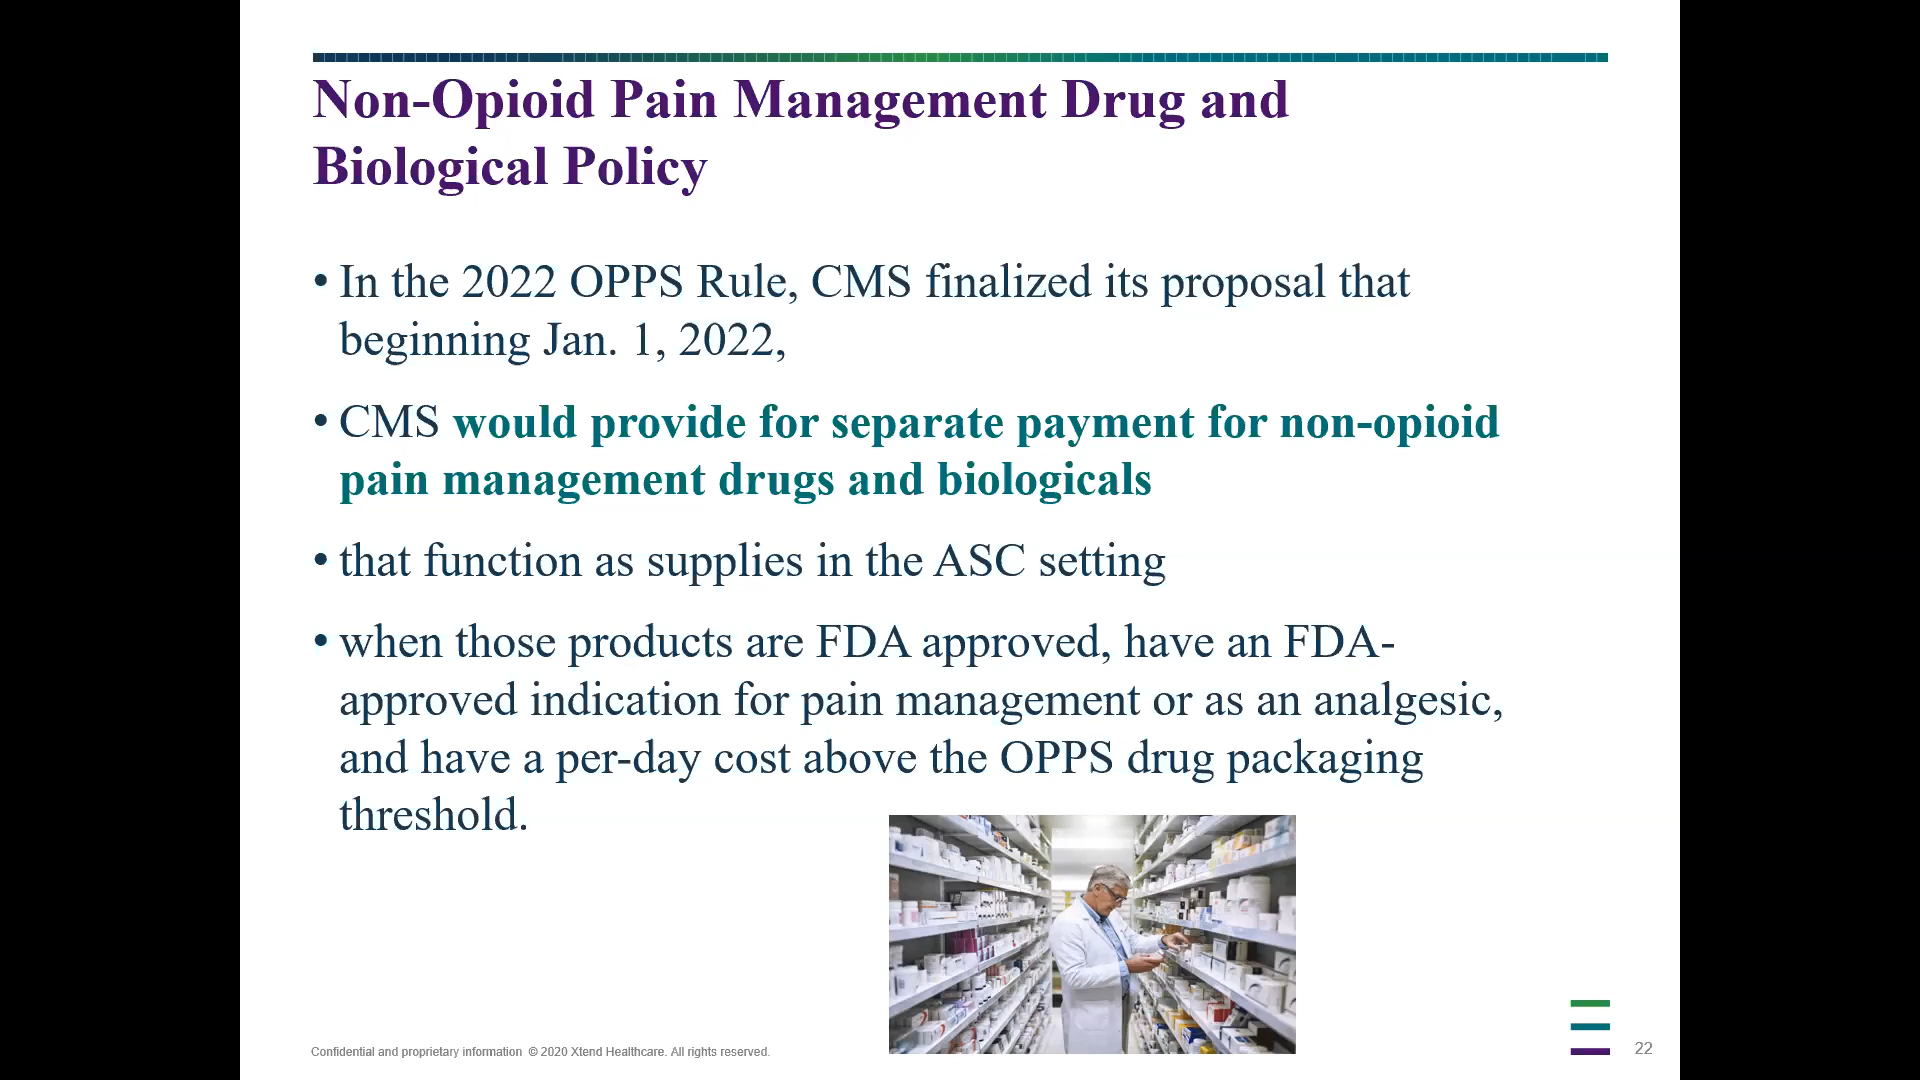 Non-Opioid Pain Management Drug and
Biological Policy
• In the 2022 OPPS Rule, CMS finalized its proposal that
beginning Jan. 1, 2022,
• CMS would provide for separate payment for non-opioid
pain management drugs and biologicals
• that function as supplies in the ASC setting
• when those products are FDA approved, have an FDA-
approved indication for pain management or as an analgesic,
and have a per-day cost above the OPPS drug packaging
threshold.
Confidential and proprietary information © 2020 Xtend Healthcare. All rights reserved.
22